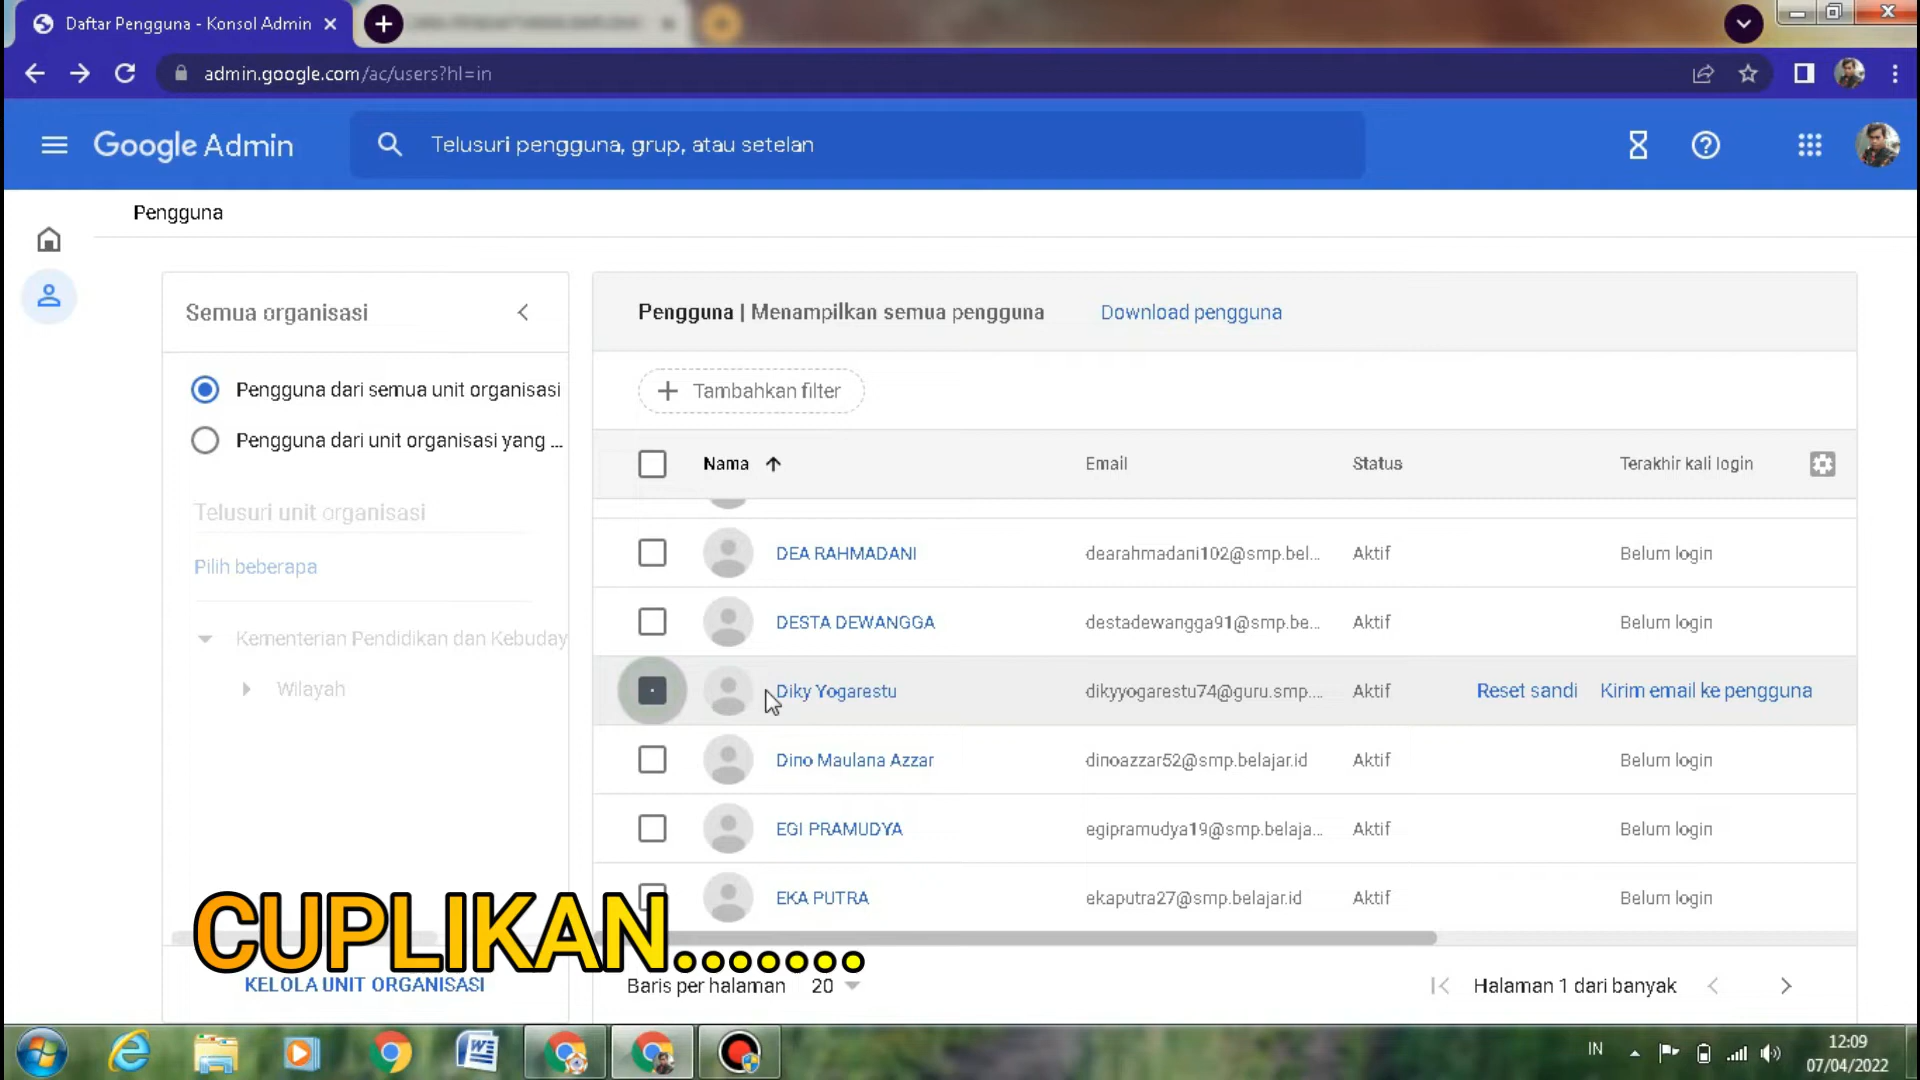 Daftar Pengguna - Konsol Admin
admin.google.com/ac/users?hl=in
Google Admin
Telusuri pengguna, grup, atau setelan
Pengguna
Semua organisasi
Pengguna dari semua unit organisasi
Pengguna dari unit organisasi yang ...
Telusuri unit organisasi
Pilih beberapa
Kementerian Pendidikan dan Kebuday
Wilayah
KELOLA UNIT ORGANISASI
Pengguna | Menampilkan semua pengguna
Download pengguna
Tambahkan filter
Nama Email Status Terakhir kali login
DEA RAHMADANI dearahmadani102@smp.bel... Aktif Belum login
DESTA DEWANGGA destadewangga91@smp.be... Aktif Belum login
Diky Yogarestu dikyyogarestu74@guru.smp.... Aktif Reset sandi Kirim email ke pengguna
Dino Maulana Azzar dinoazzar52@smp.belajar.id Aktif Belum login
EGI PRAMUDYA egipramudya19@smp.belaja... Aktif Belum login
EKA PUTRA ekaputra27@smp.belajar.id Aktif Belum login
CUPLIKAN.......
Baris per halaman 20
Halaman 1 dari banyak
IN
12:09
07/04/2022